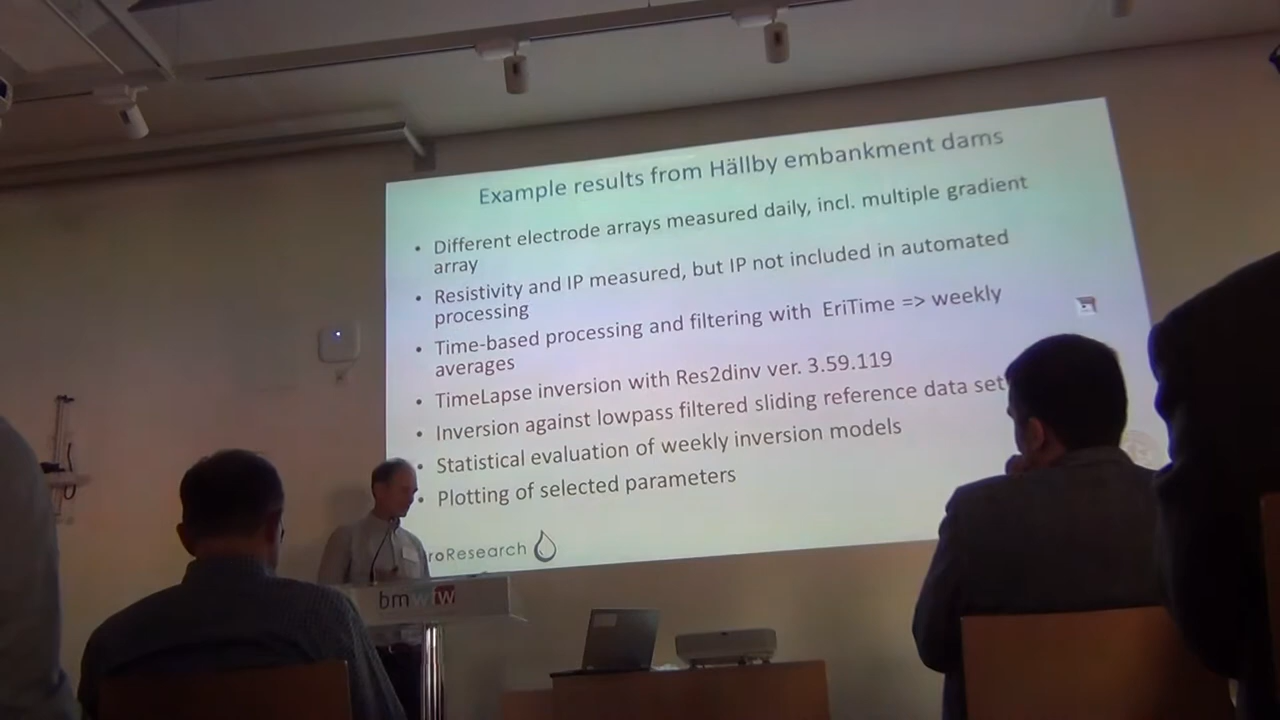 Example results from Hällby embankment dams
• Different electrode arrays measured daily, incl. multiple gradient
array
• Resistivity and IP measured, but IP not included in automated
processing
• Time-based processing and filtering with EriTime => weekly
averages
• TimeLapse inversion with Res2dinv ver. 3.59.119
• Inversion against lowpass filtered sliding reference data set
• Statistical evaluation of weekly inversion models
• Plotting of selected parameters
roResearch
bmwfw